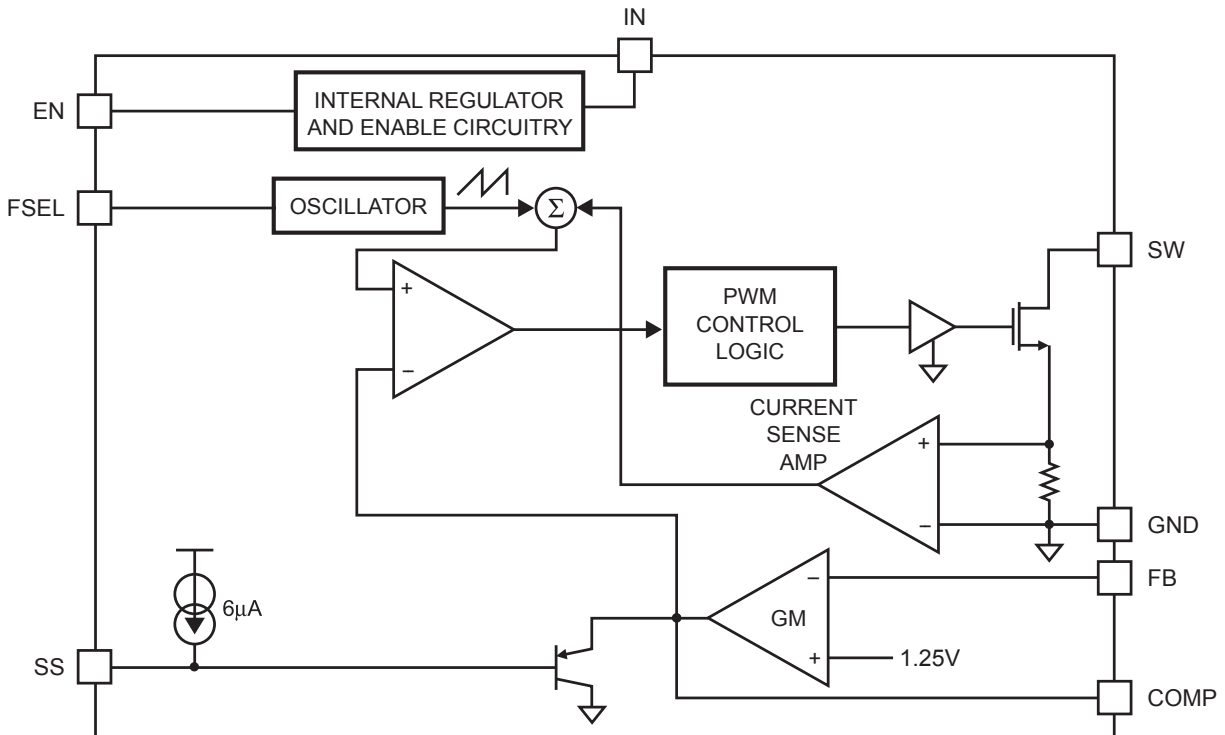 IN
EN
INTERNAL REGULATOR
AND ENABLE CIRCUITRY
FSEL
OSCILLATOR
Σ
SW
+
−
PWM
CONTROL
LOGIC
CURRENT
SENSE
AMP
+
−
GND
FB
−
GM
+
1.25V
6µA
SS
COMP